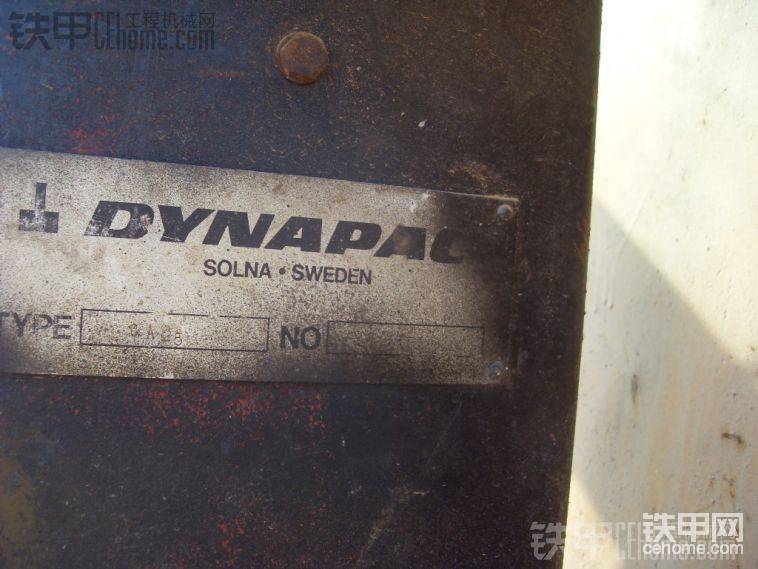 铁甲 工程机械网
CEhome.com
DYNAPAC
SOLNA · SWEDEN
TYPE CA25 NO
铁甲网
cehome.com